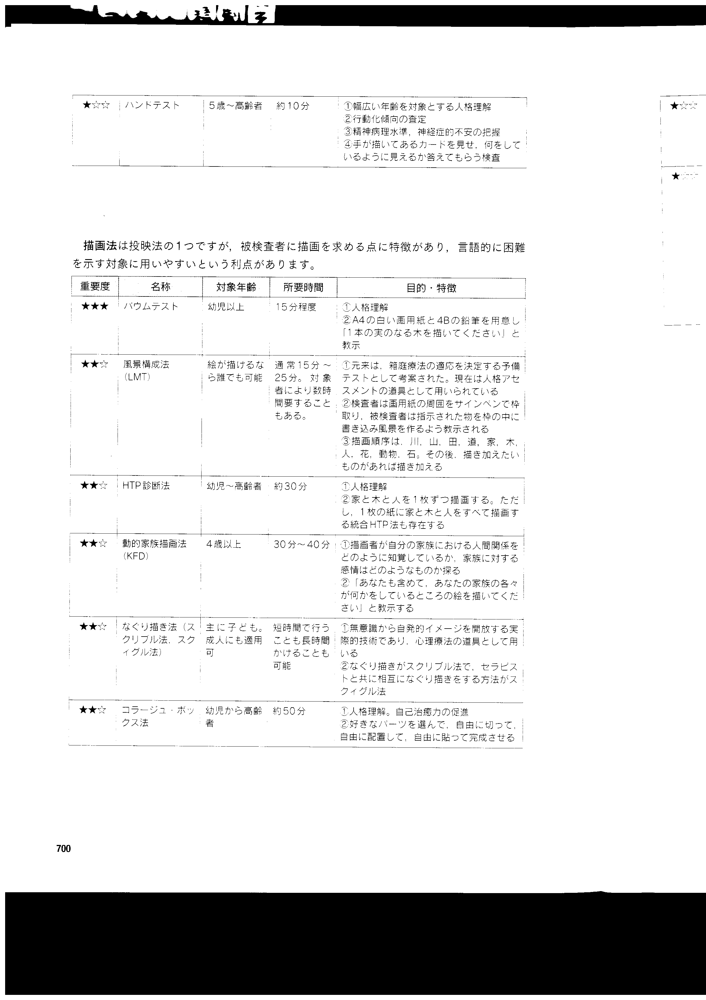 ★☆☆ ハンドテスト 5歳～高齢者 約10分 ①幅広い年齢を対象とする人格理解
②行動化傾向の査定
③精神病理水準，神経症的不安の把握
④手が描いてあるカードを見せ，何をして
いるように見えるか答えてもらう検査
描画法は投映法の1つですが，被検査者に描画を求める点に特徴があり，言語的に困難
を示す対象に用いやすいという利点があります。
重要度 名称 対象年齢 所要時間 目的・特徴
★★★ バウムテスト 幼児以上 15分程度 ①人格理解
②A4の白い画用紙と4Bの鉛筆を用意し
「1本の実のなる木を描いてください」と
教示
★★☆ 風景構成法 絵が描けるな 通常15分～ ①元来は，箱庭療法の適応を決定する予備
（LMT） ら誰でも可能 25分。対象 テストとして考案された。現在は人格アセ
者により数時 スメントの道具として用いられている
間要すること ②検査者は画用紙の周囲をサインペンで枠
もある。 取り，被検査者は指示された物を枠の中に
書き込み風景を作るよう教示される
③描画順序は，川，山，田，道，家，木，
人，花，動物，石。その後，描き加えたい
ものがあれば描き加える
★★☆ HTP診断法 幼児～高齢者 約30分 ①人格理解
②家と木と人を1枚ずつ描画する。ただ
し，1枚の紙に家と木と人をすべて描画す
る統合HTP法も存在する
★★☆ 動的家族描画法 4歳以上 30分～40分 ①描画者が自分の家族における人間関係を
（KFD） どのように知覚しているか，家族に対する
感情はどのようなものか探る
②「あなたも含めて，あなたの家族の各々
が何かをしているところの絵を描いてくだ
さい」と教示する
★★☆ なぐり描き法（ス 主に子ども。 短時間で行う ①無意識から自発的イメージを開放する実
クリブル法，スク 成人にも適用 ことも長時間 際的技術であり，心理療法の道具として用
ィグル法） 可 かけることも いる
可能 ②なぐり描きがスクリブル法で，セラピス
トと共に相互になぐり描きをする方法がス
クィグル法
★★☆ コラージュ・ボッ 幼児から高齢 約50分 ①人格理解。自己治癒力の促進
クス法 者 ②好きなパーツを選んで，自由に切って，
自由に配置して，自由に貼って完成させる
700
★☆☆
★☆☆